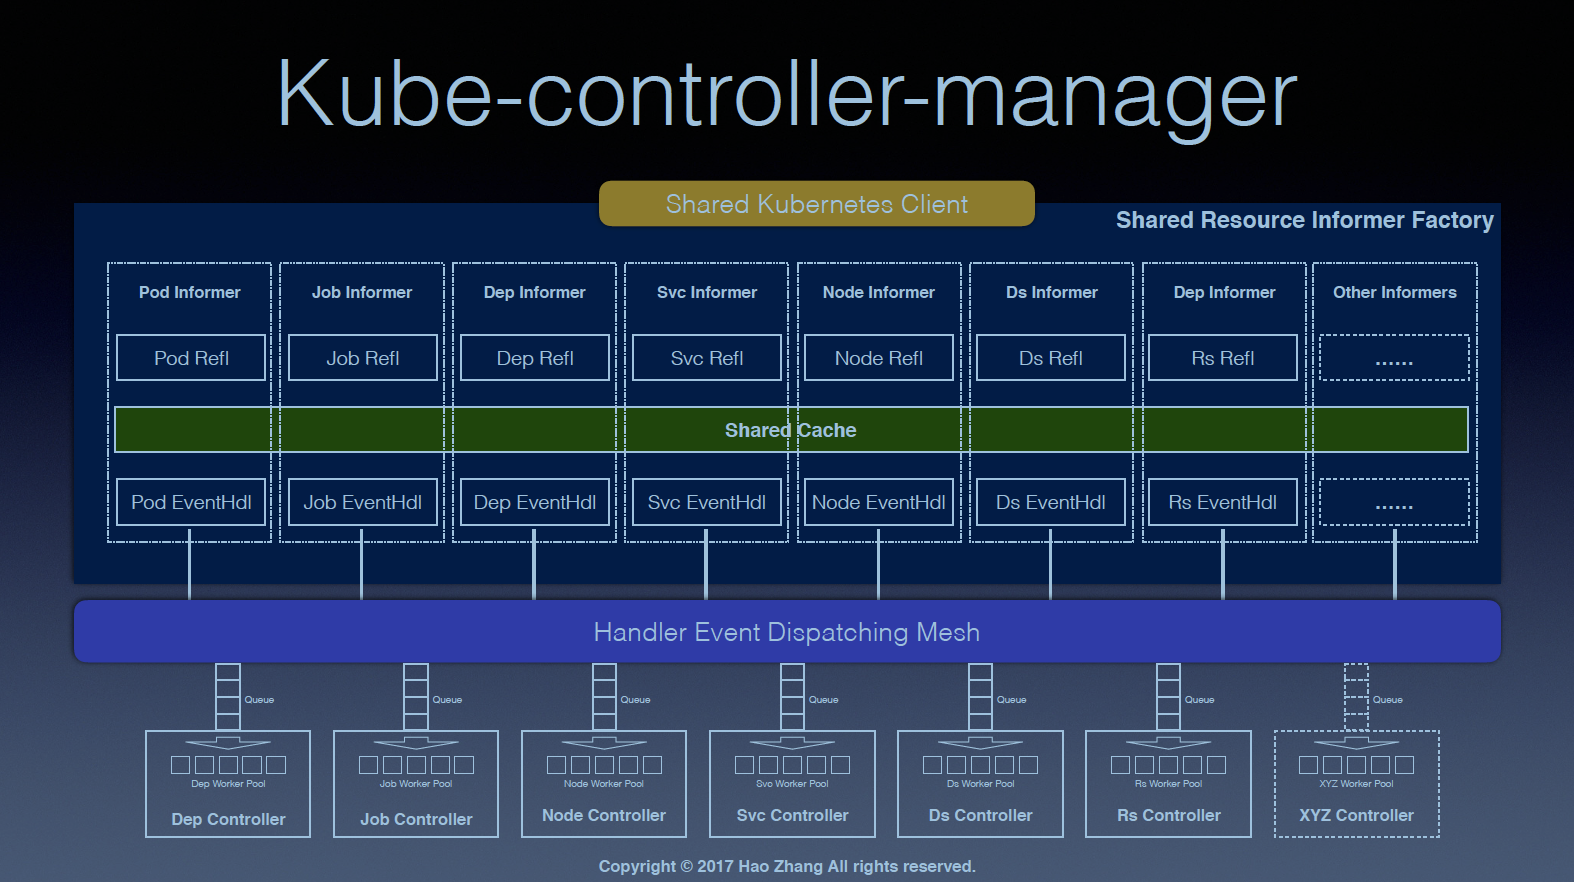 Kube-controller-manager
Shared Kubernetes Client
Shared Resource Informer Factory
Pod Informer Job Informer Dep Informer Svc Informer Node Informer Ds Informer Dep Informer Other Informers
Pod Refl Job Refl Dep Refl Svc Refl Node Refl Ds Refl Rs Refl ......
Shared Cache
Pod EventHdl Job EventHdl Dep EventHdl Svc EventHdl Node EventHdl Ds EventHdl Rs EventHdl ......
Handler Event Dispatching Mesh
Queue Queue Queue Queue Queue Queue Queue
Dep Worker Pool Job Worker Pool Node Worker Pool Svc Worker Pool Ds Worker Pool Rs Worker Pool XYZ Worker Pool
Dep Controller Job Controller Node Controller Svc Controller Ds Controller Rs Controller XYZ Controller
Copyright © 2017 Hao Zhang All rights reserved.